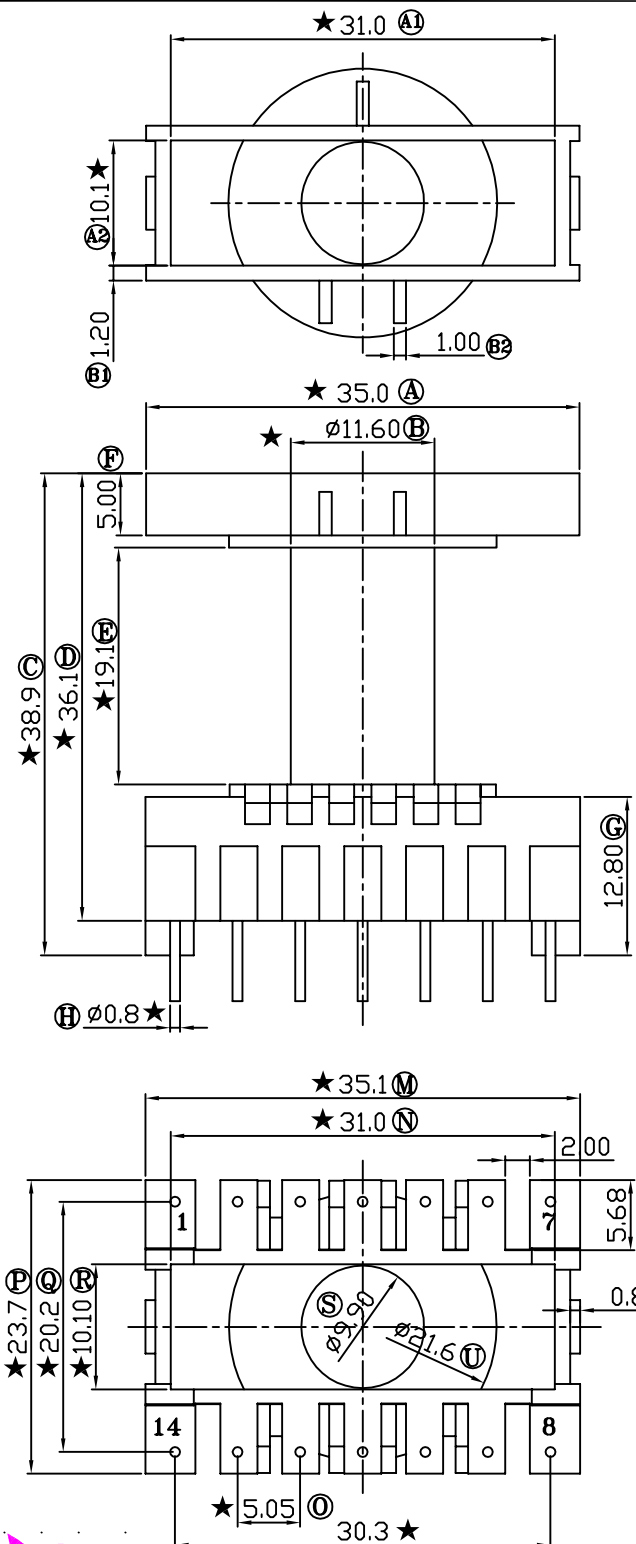 ★31.0 A1
★10.1 A2
1.20 B1
1.00 B2
★ 35.0 A
★ ø11.60 B
F 5.00
★38.9 C
★36.1 D
★19.1 E
12.80 G
H ø0.8★
★35.1 M
★31.0 N
2.00
5.68
1
7
★23.7 P
★20.2 Q
★10.10 R
S ø9.90
ø21.6 U
0.8
14
8
★ 5.05 O
30.3 ★